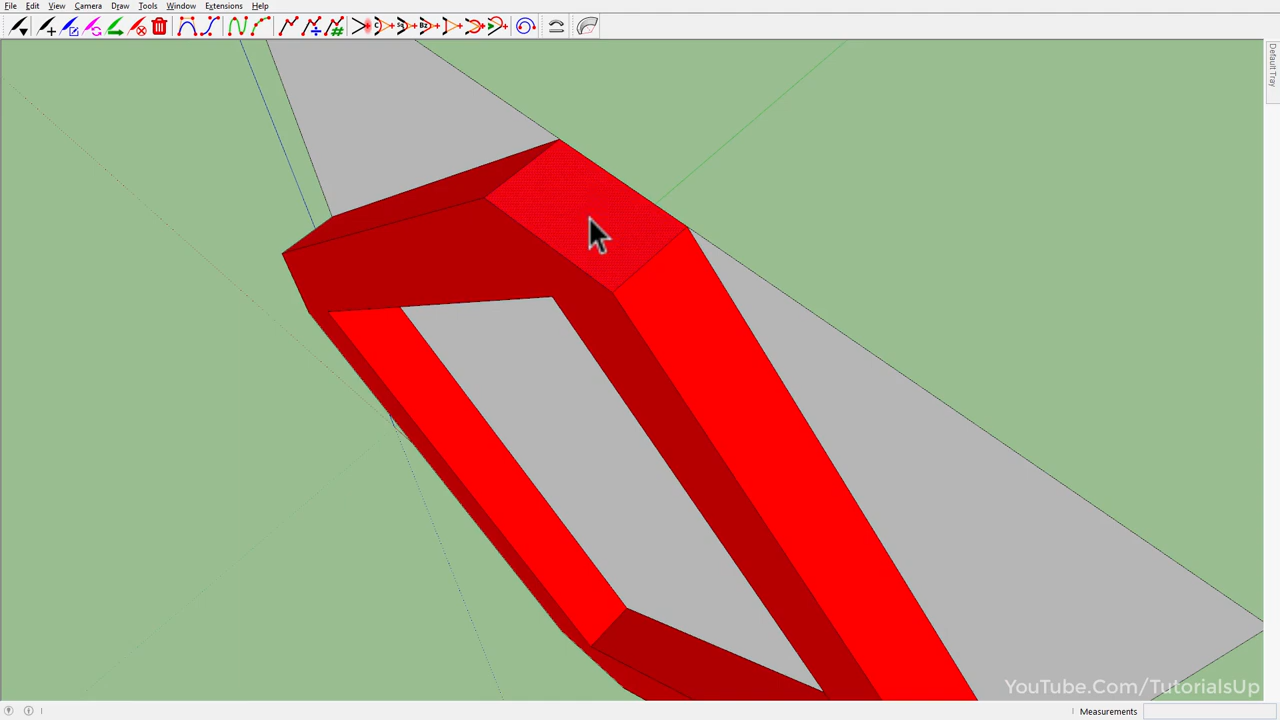 File Edit View Camera Draw Tools Window Extensions Help
Default Tray
YouTube.Com/TutorialsUp
Measurements